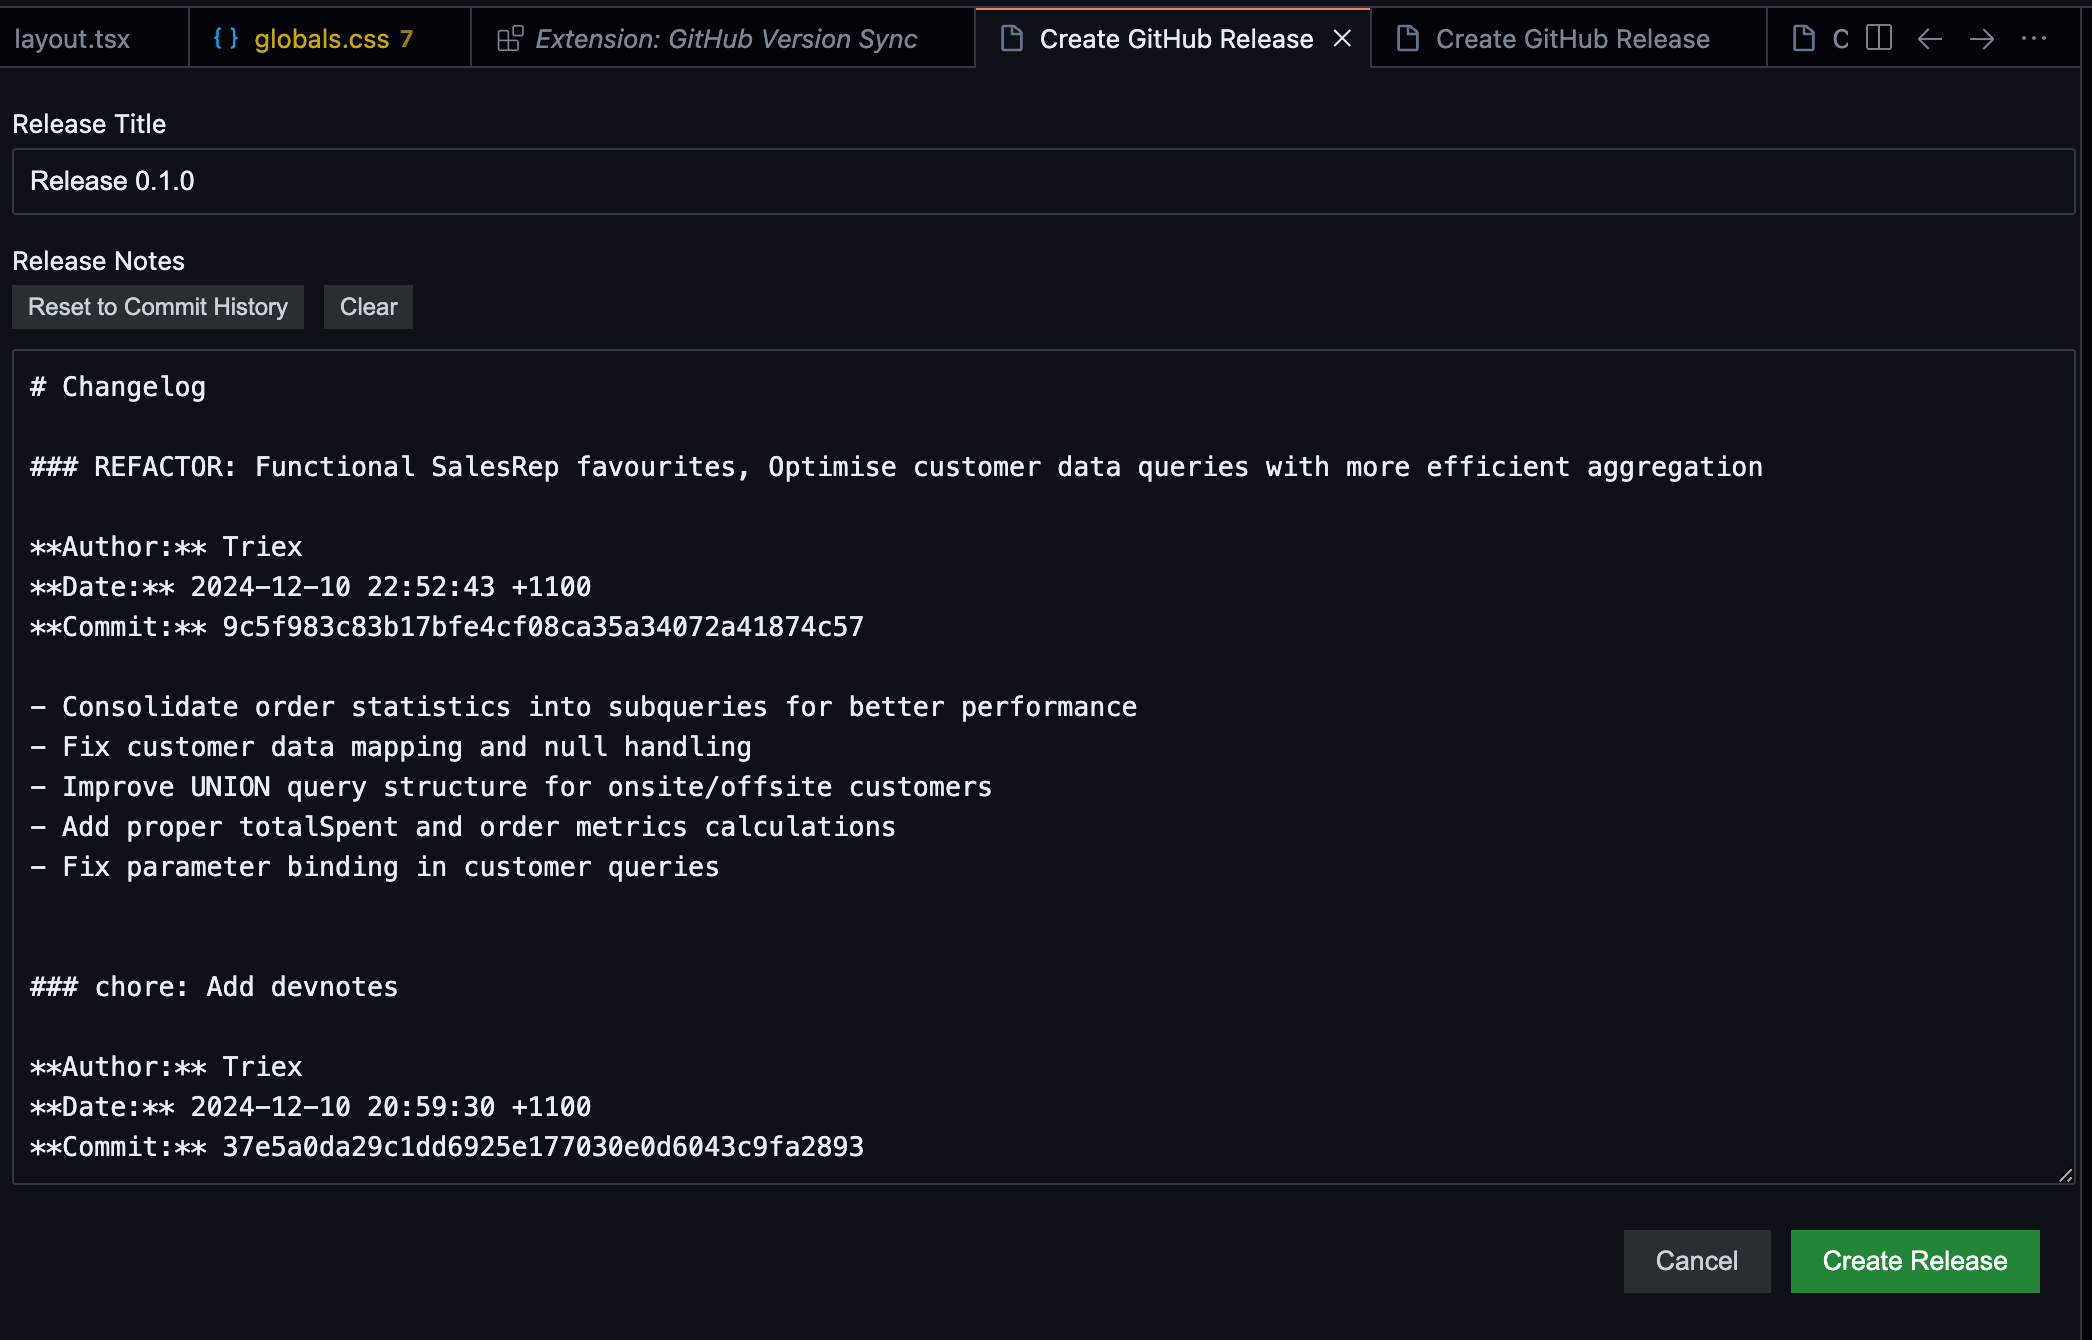 layout.tsx
{ } globals.css 7
Extension: GitHub Version Sync
Create GitHub Release
Create GitHub Release
C
Release Title
Release 0.1.0
Release Notes
Reset to Commit History
Clear
# Changelog
### REFACTOR: Functional SalesRep favourites, Optimise customer data queries with more efficient aggregation
**Author:** Triex
**Date:** 2024-12-10 22:52:43 +1100
**Commit:** 9c5f983c83b17bfe4cf08ca35a34072a41874c57
- Consolidate order statistics into subqueries for better performance
- Fix customer data mapping and null handling
- Improve UNION query structure for onsite/offsite customers
- Add proper totalSpent and order metrics calculations
- Fix parameter binding in customer queries
### chore: Add devnotes
**Author:** Triex
**Date:** 2024-12-10 20:59:30 +1100
**Commit:** 37e5a0da29c1dd6925e177030e0d6043c9fa2893
Cancel
Create Release